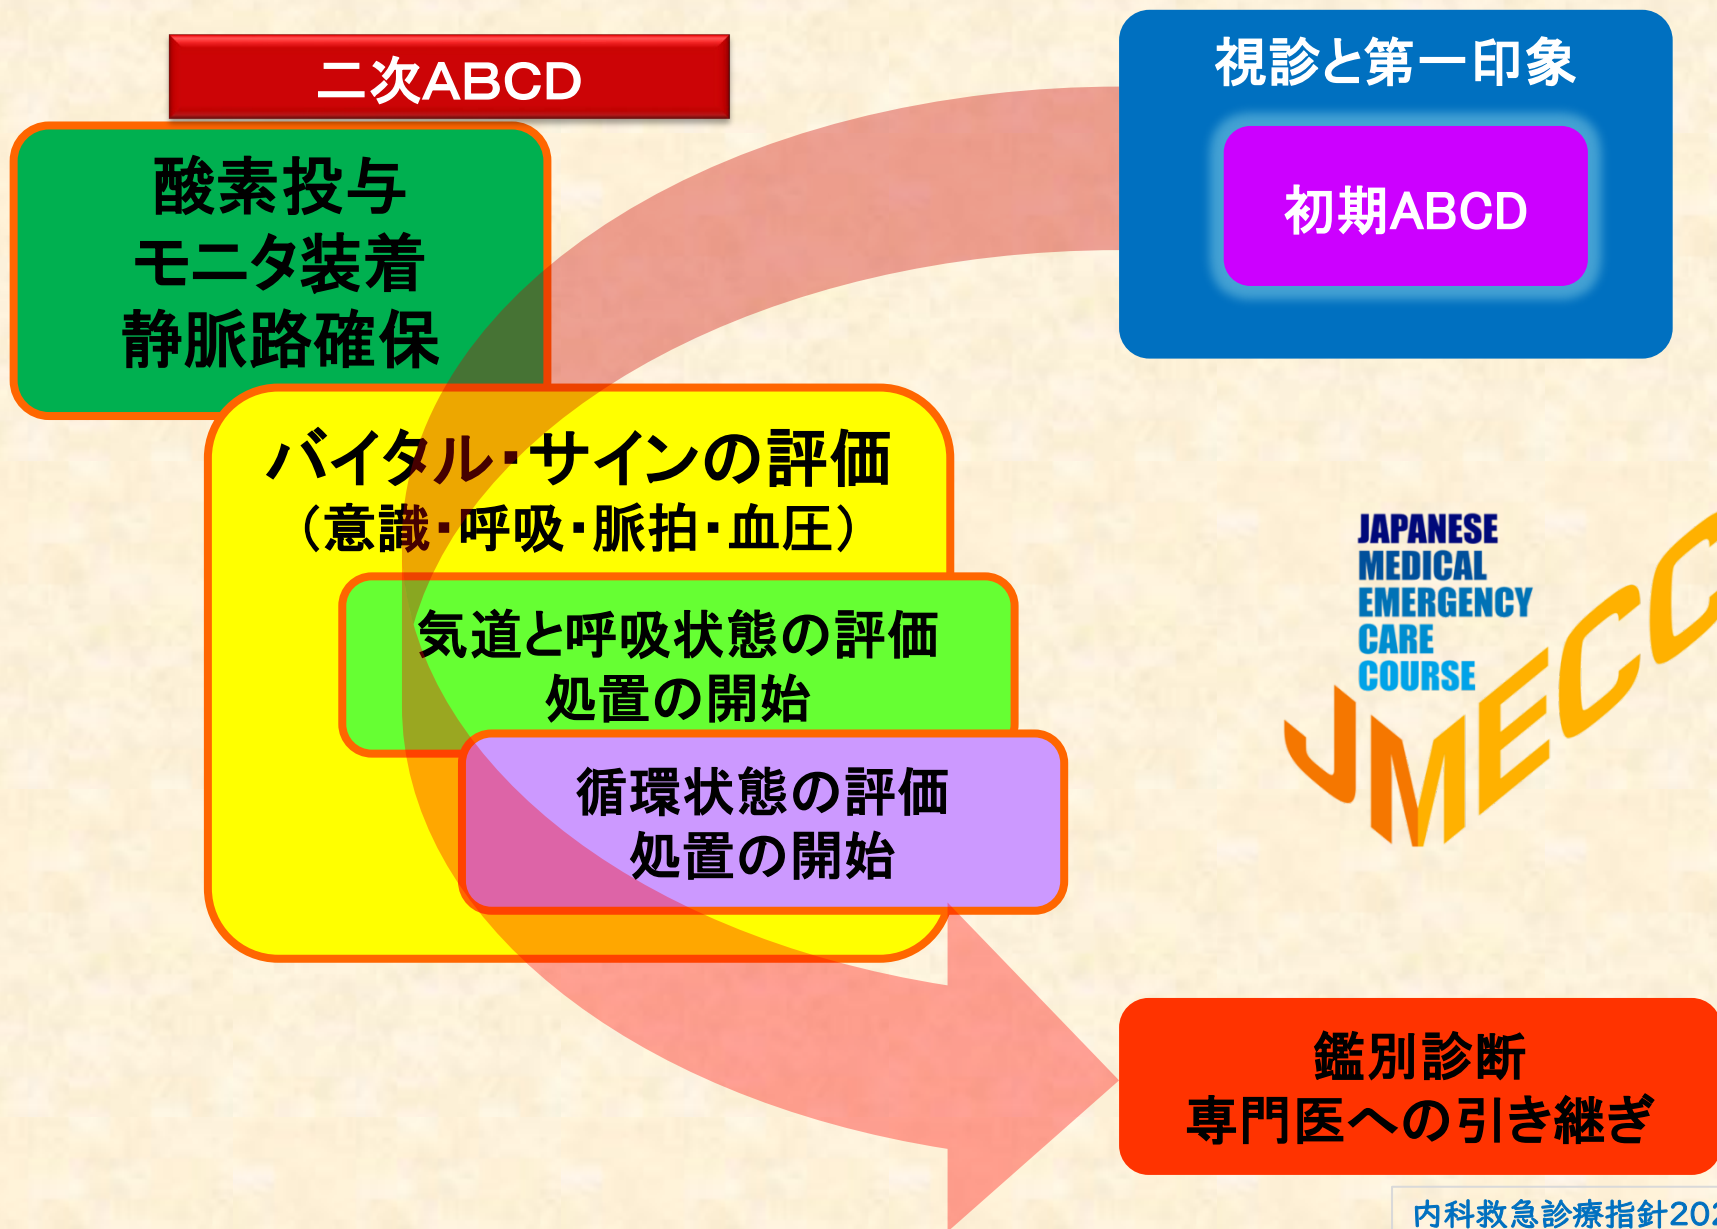 二次ABCD
視診と第一印象
初期ABCD
酸素投与
モニタ装着
静脈路確保
バイタル・サインの評価
（意識・呼吸・脈拍・血圧）
気道と呼吸状態の評価
処置の開始
循環状態の評価
処置の開始
JAPANESE
MEDICAL
EMERGENCY
CARE
COURSE
JMECC
鑑別診断
専門医への引き継ぎ
内科救急診療指針